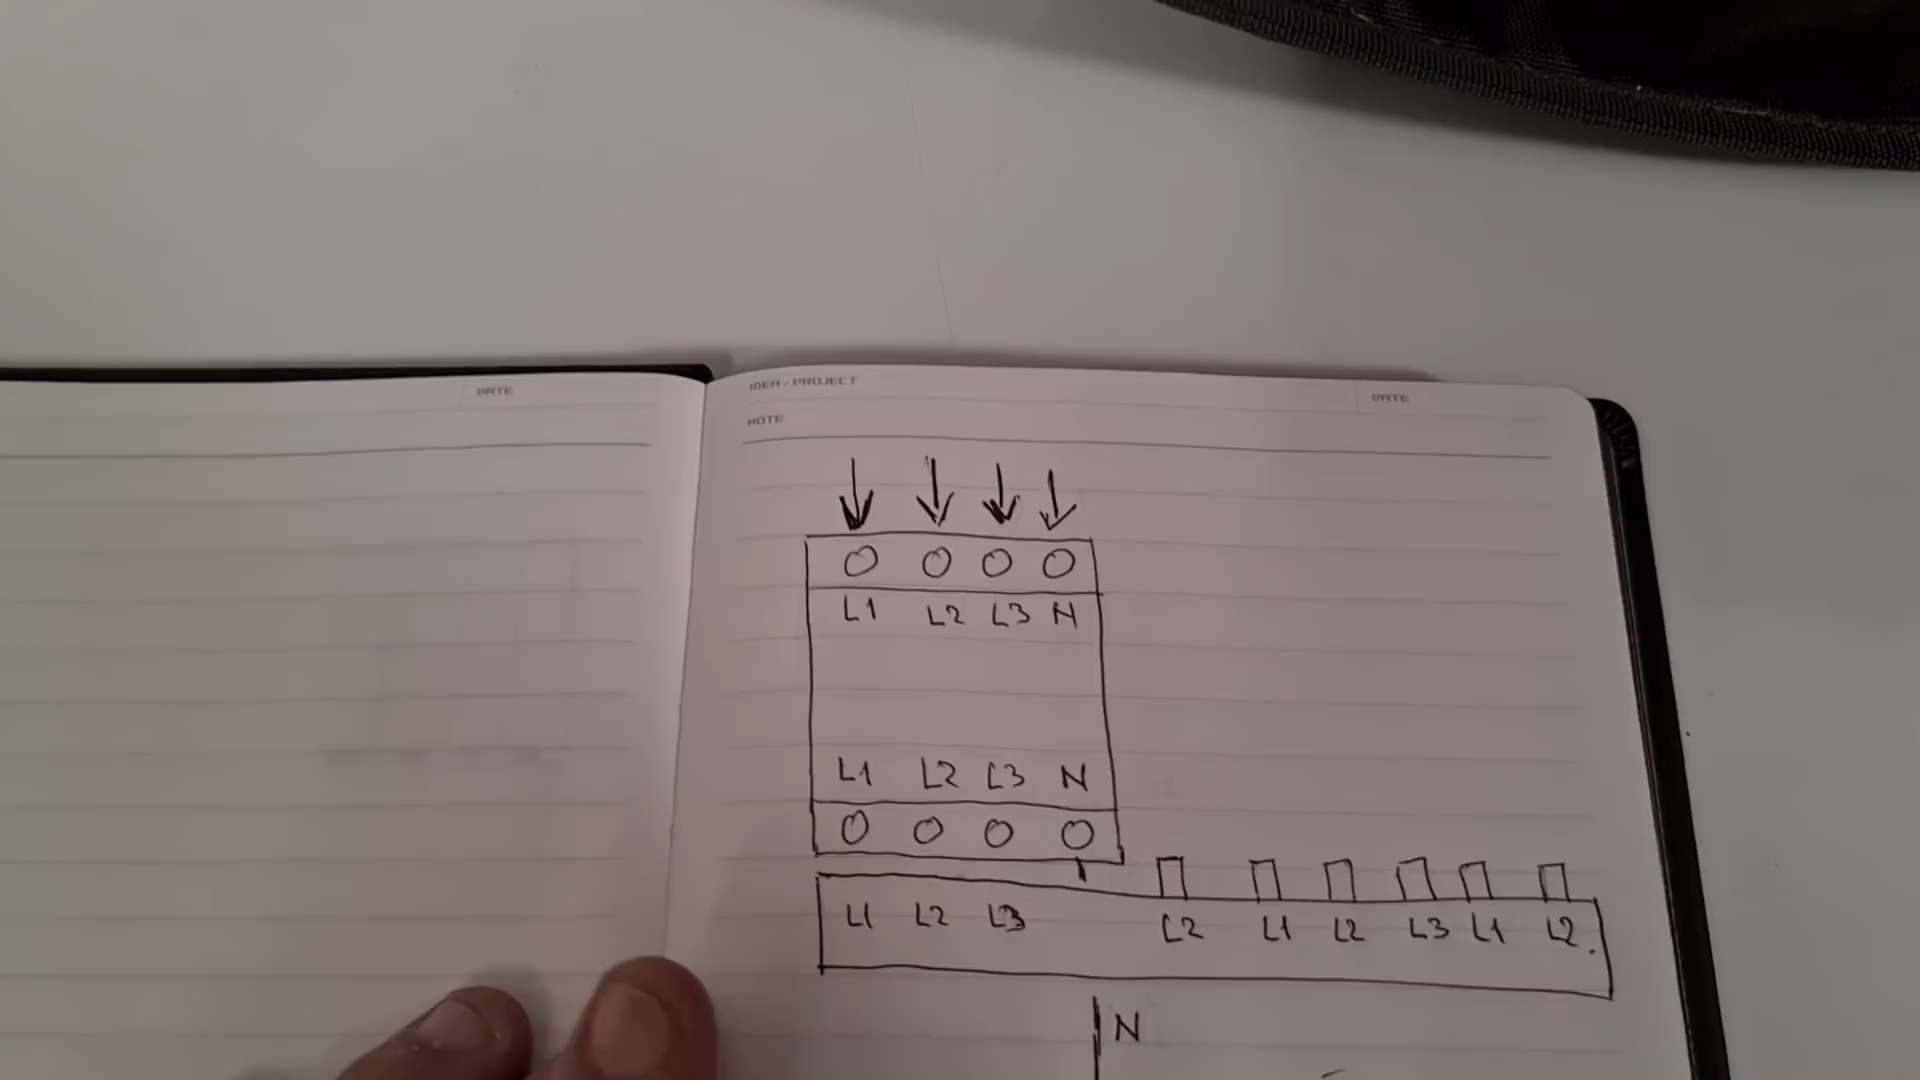 DATE
IDEA / PROJECT
DATE
NOTE
L1 L2 L3 N
L1 L2 L3 N
L1 L2 L3 L2 L1 L2 L3 L1 L2
N